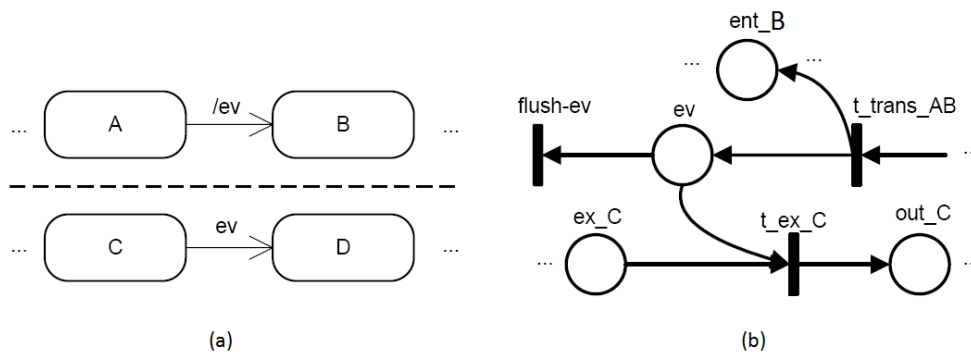 ent_B
... ...
flush-ev ev t_trans_AB
... A /ev B ... ...
ex_C t_ex_C out_C
... C ev D ... ... ...
(a) (b)